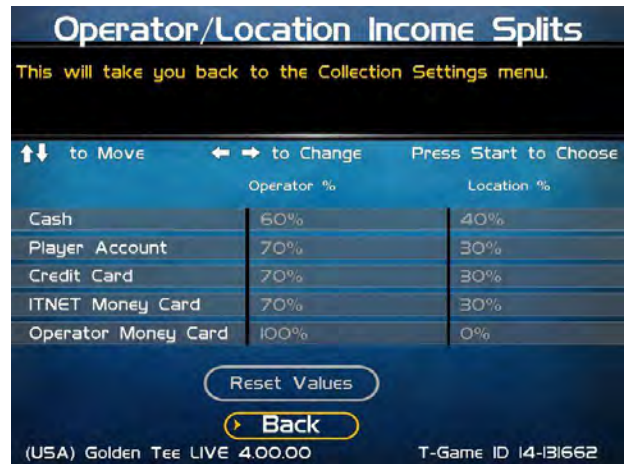 Operator/Location Income Splits
This will take you back to the Collection Settings menu.
to Move to Change Press Start to Choose
Operator % Location %
Cash 60% 40%
Player Account 70% 30%
Credit Card 70% 30%
ITNET Money Card 70% 30%
Operator Money Card 100% 0%
Reset Values
Back
(USA) Golden Tee LIVE 4.00.00 T-Game ID 14-131662